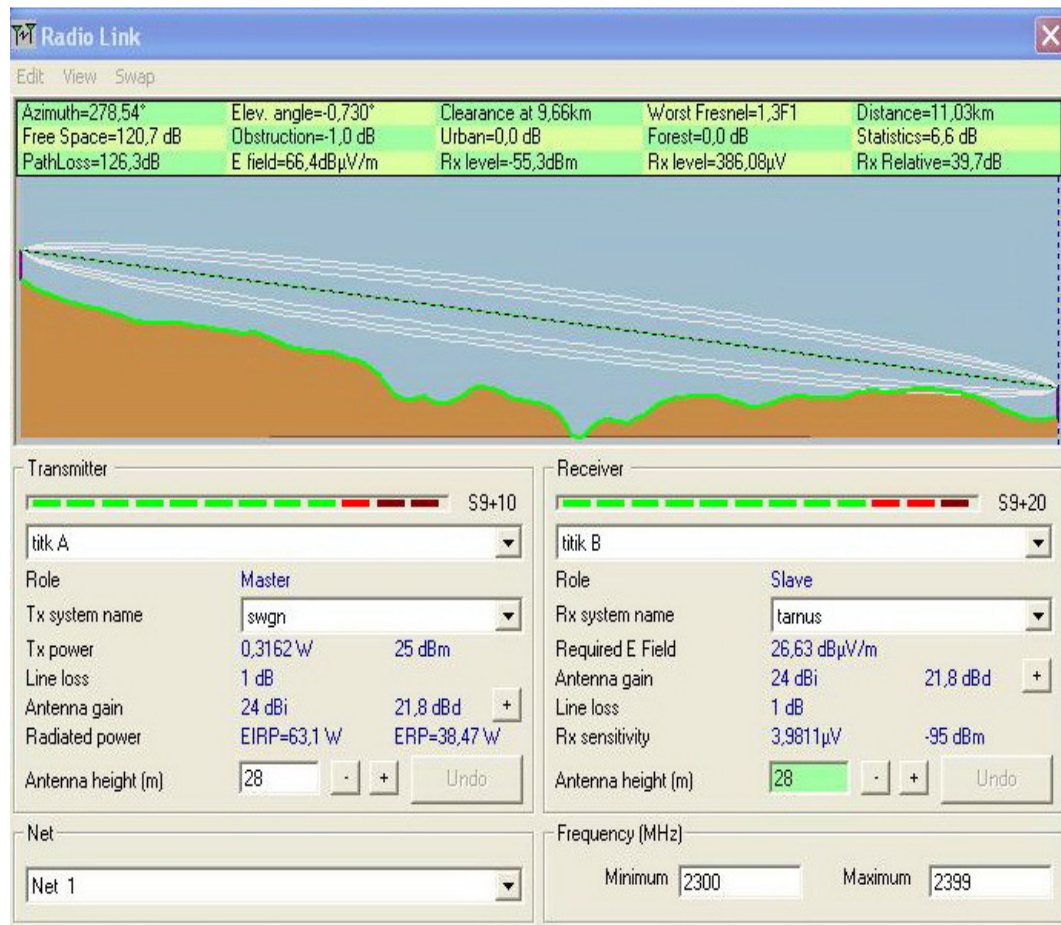 Radio Link
Edit View Swap
Azimuth=278,54° Elev. angle=-0,730° Clearance at 9,66km Worst Fresnel=1,3F1 Distance=11,03km
Free Space=120,7 dB Obstruction=-1,0 dB Urban=0,0 dB Forest=0,0 dB Statistics=6,6 dB
PathLoss=126,3dB E field=66,4dBµV/m Rx level=-55,3dBm Rx level=386,08µV Rx Relative=39,7dB
Transmitter
S9+10
titk A
Role Master
Tx system name swgn
Tx power 0,3162 W 25 dBm
Line loss 1 dB
Antenna gain 24 dBi 21,8 dBd +
Radiated power EIRP=63,1 W ERP=38,47 W
Antenna height (m) 28 - + Undo
Net
Net 1
Receiver
S9+20
titik B
Role Slave
Rx system name tarnus
Required E Field 26,63 dBµV/m
Antenna gain 24 dBi 21,8 dBd +
Line loss 1 dB
Rx sensitivity 3,9811µV -95 dBm
Antenna height (m) 28 - + Undo
Frequency (MHz)
Minimum 2300 Maximum 2399